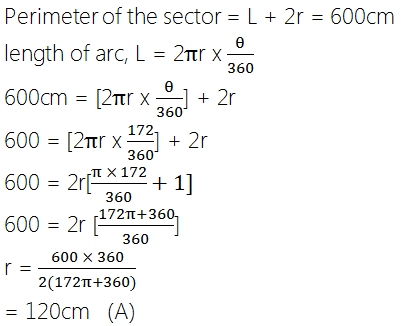 Perimeter of the sector = L + 2r = 600cm
length of arc, L = 2πr x θ/360
600cm = [2πr x θ/360] + 2r
600 = [2πr x 172/360] + 2r
600 = 2r[π × 172/360 + 1]
600 = 2r [172π+360/360]
r = 600 × 360/2(172π+360)
= 120cm (A)